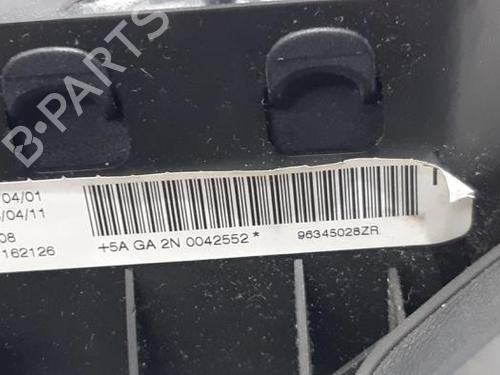 B-PARTS
/04/01
/04/11
08
162126
+5A GA 2N 0042552* 96345028ZR